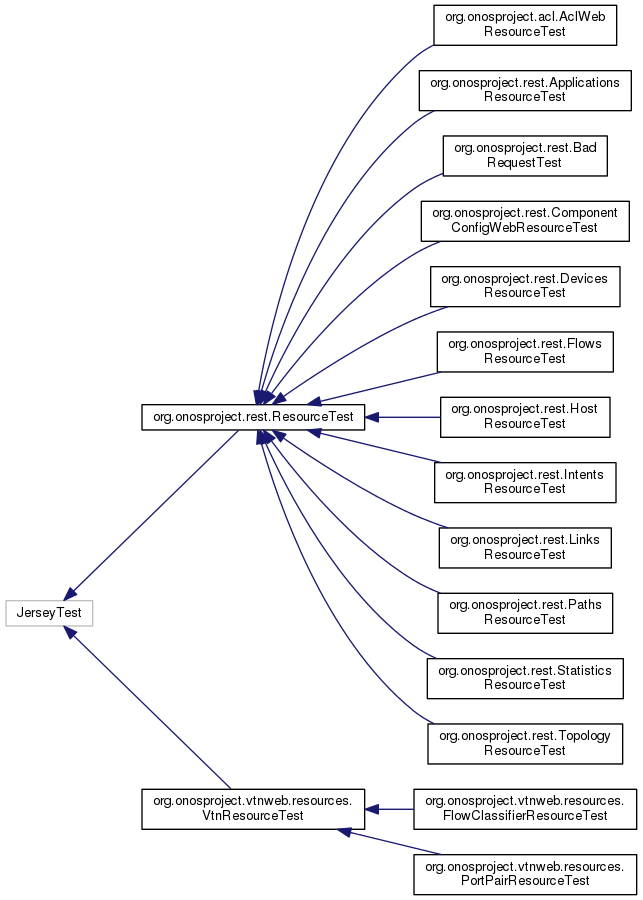 org.onosproject.acl.AclWeb
ResourceTest
org.onosproject.rest.Applications
ResourceTest
org.onosproject.rest.Bad
RequestTest
org.onosproject.rest.Component
ConfigWebResourceTest
org.onosproject.rest.Devices
ResourceTest
org.onosproject.rest.Flows
ResourceTest
org.onosproject.rest.ResourceTest
org.onosproject.rest.Host
ResourceTest
org.onosproject.rest.Intents
ResourceTest
org.onosproject.rest.Links
ResourceTest
org.onosproject.rest.Paths
ResourceTest
JerseyTest
org.onosproject.rest.Statistics
ResourceTest
org.onosproject.rest.Topology
ResourceTest
org.onosproject.vtnweb.resources.
VtnResourceTest
org.onosproject.vtnweb.resources.
FlowClassifierResourceTest
org.onosproject.vtnweb.resources.
PortPairResourceTest